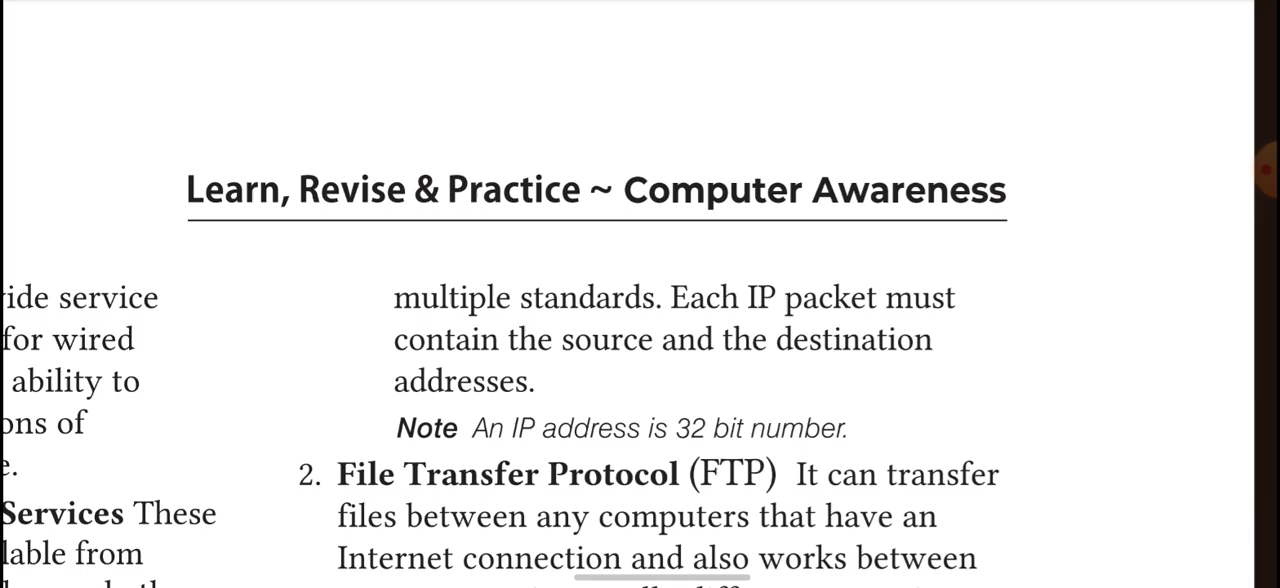 Learn, Revise & Practice ~ Computer Awareness
ide service
for wired
ability to
ons of
e.
Services These
lable from
multiple standards. Each IP packet must
contain the source and the destination
addresses.
Note An IP address is 32 bit number.
2. File Transfer Protocol (FTP) It can transfer
files between any computers that have an
Internet connection and also works between